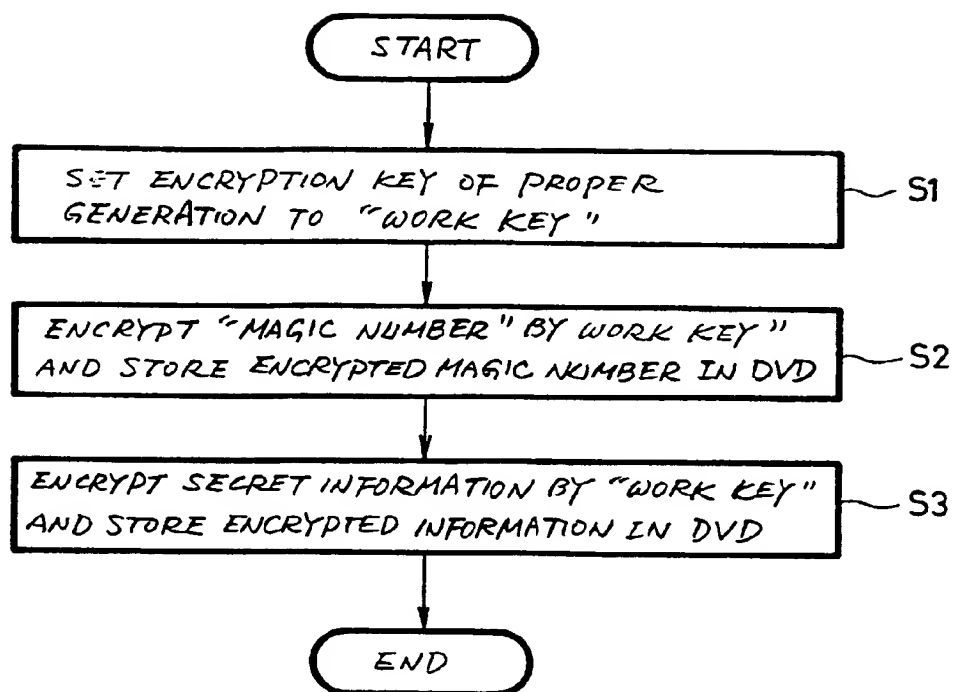 START
SET ENCRYPTION KEY OF PROPER
GENERATION TO "WORK KEY"
S1
ENCRYPT "MAGIC NUMBER" BY WORK KEY"
AND STORE ENCRYPTED MAGIC NUMBER IN DVD
S2
ENCRYPT SECRET INFORMATION BY "WORK KEY"
AND STORE ENCRYPTED INFORMATION IN DVD
S3
END